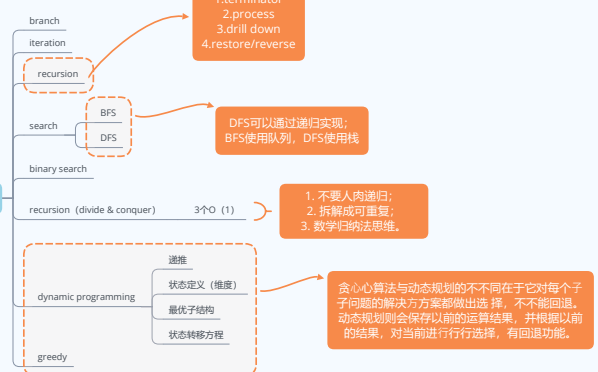 1.terminator
2.process
3.drill down
4.restore/reverse
branch
iteration
recursion
search
BFS
DFS
DFS可以通过递归实现；
BFS使用队列，DFS使用栈
binary search
recursion（divide & conquer）
3个O（1）
1. 不要人肉递归；
2. 拆解成可重复；
3. 数学归纳法思维。
dynamic programming
递推
状态定义（维度）
最优子结构
状态转移方程
贪⼼心算法与动态规划的不不同在于它对每个⼦
子问题的解决⽅方案都做出选 择，不不能回退。
动态规划则会保存以前的运算结果，并根据以前
的结果，对当前进⾏行行选择，有回退功能。
greedy